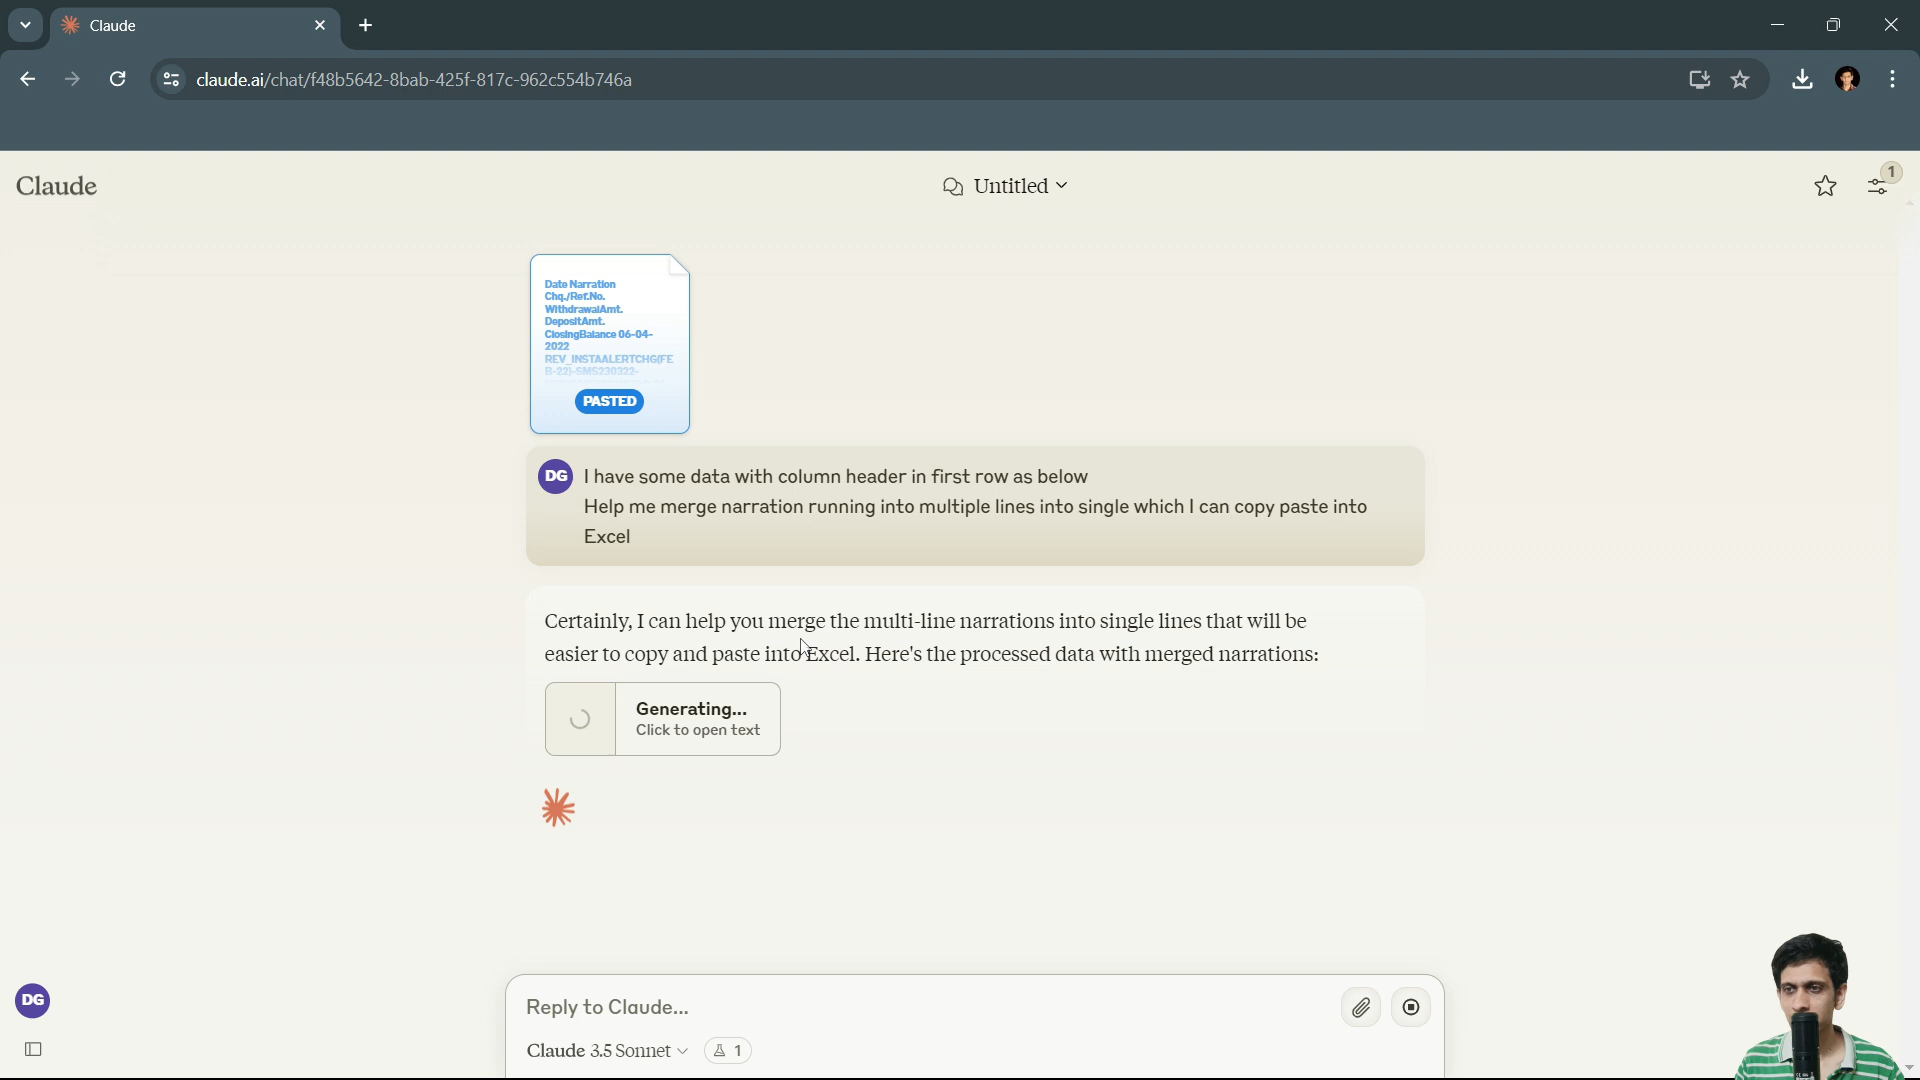 Claude
claude.ai/chat/f48b5642-8bab-425f-817c-962c554b746a
Claude
Untitled
1
Date Narration
Chq./Ref.No.
WithdrawalAmt.
DepositAmt.
ClosingBalance 06-04-
2022
REV_INSTAALERTCHG(FE
B-22)-SMS230322-
PASTED
DG
I have some data with column header in first row as below
Help me merge narration running into multiple lines into single which I can copy paste into
Excel
Certainly, I can help you merge the multi-line narrations into single lines that will be
easier to copy and paste into Excel. Here's the processed data with merged narrations:
Generating...
Click to open text
DG
Reply to Claude...
Claude 3.5 Sonnet
1